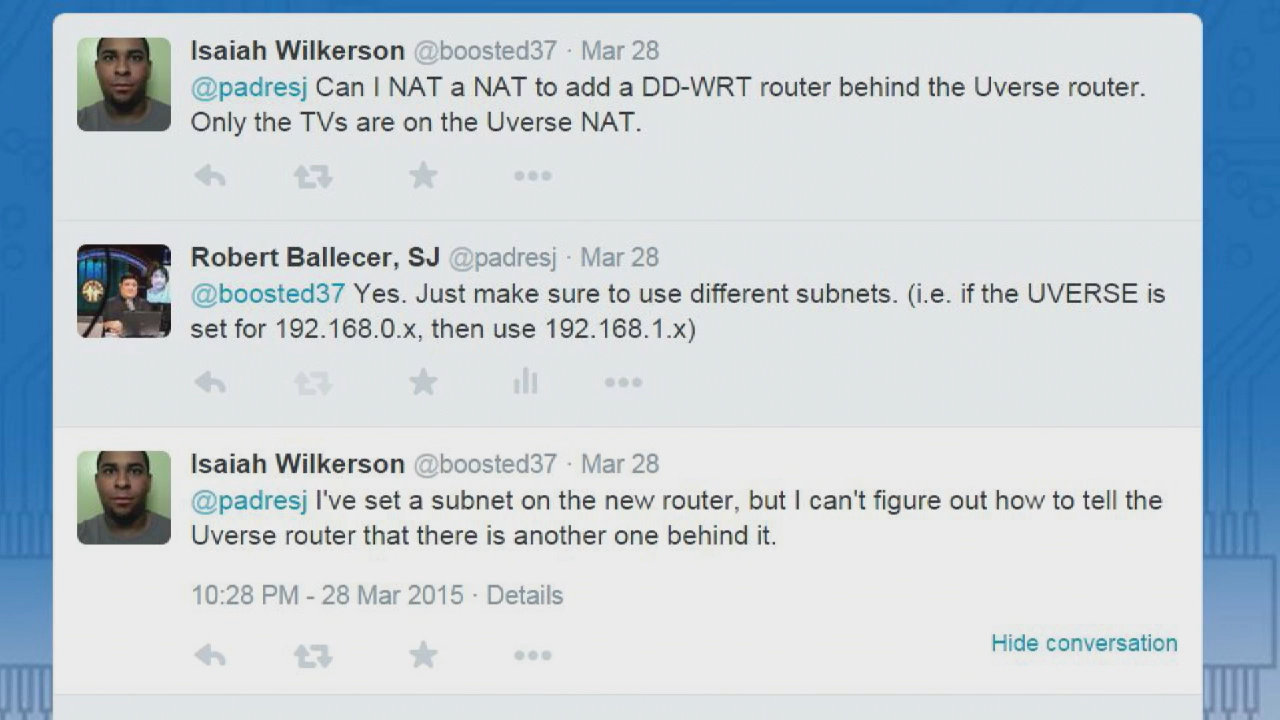 Isaiah Wilkerson @boosted37 · Mar 28
@padresj Can I NAT a NAT to add a DD-WRT router behind the Uverse router.
Only the TVs are on the Uverse NAT.
Robert Ballecer, SJ @padresj · Mar 28
@boosted37 Yes. Just make sure to use different subnets. (i.e. if the UVERSE is
set for 192.168.0.x, then use 192.168.1.x)
Isaiah Wilkerson @boosted37 · Mar 28
@padresj I've set a subnet on the new router, but I can't figure out how to tell the
Uverse router that there is another one behind it.
10:28 PM - 28 Mar 2015 · Details
Hide conversation